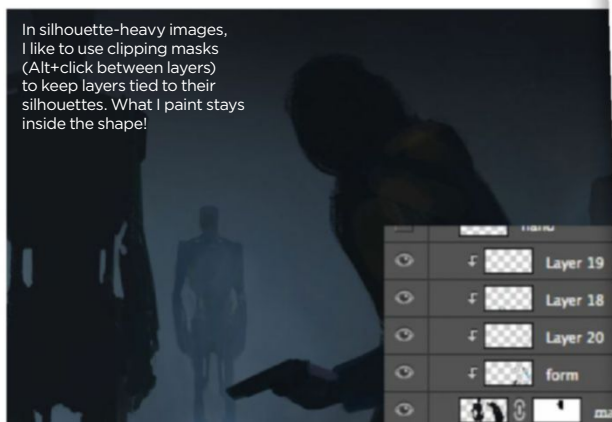 In silhouette-heavy images,
I like to use clipping masks
(Alt+click between layers)
to keep layers tied to their
silhouettes. What I paint stays
inside the shape!
Layer 19
Layer 18
Layer 20
form